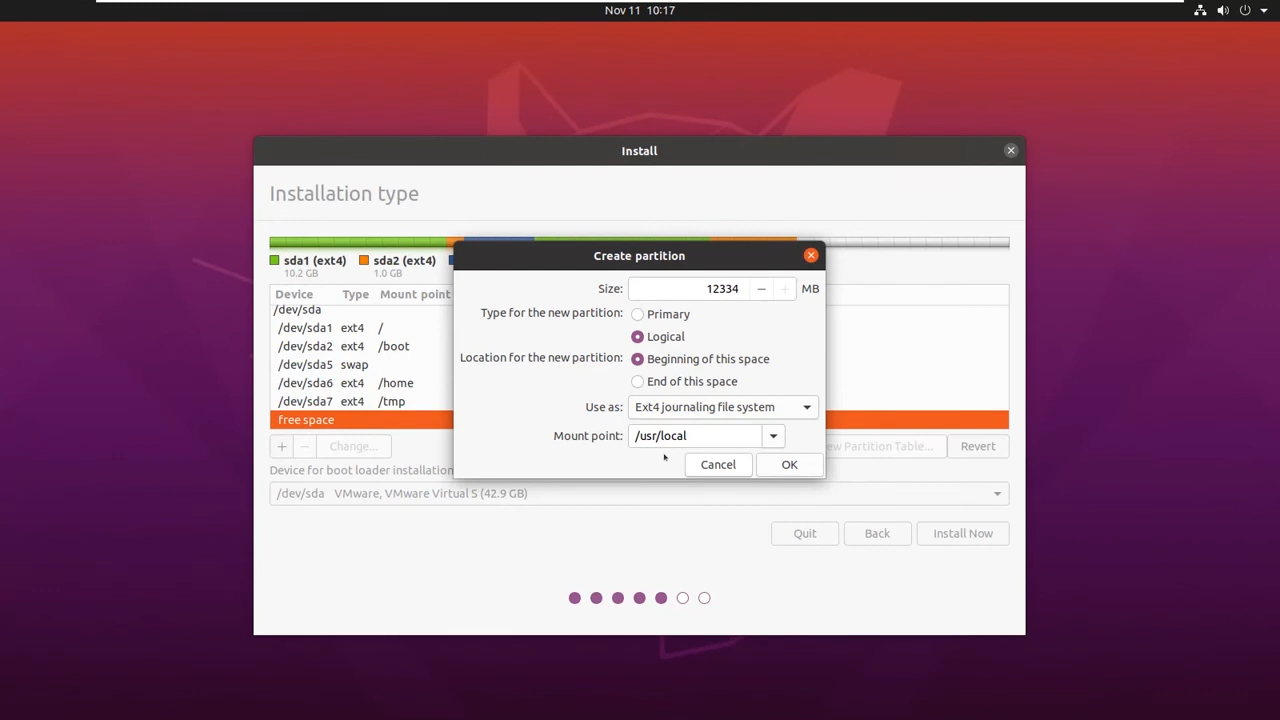 Nov 11 10:17
Install
Installation type
sda1 (ext4)
10.2 GB
sda2 (ext4)
1.0 GB
Device Type Mount point
/dev/sda
/dev/sda1 ext4 /
/dev/sda2 ext4 /boot
/dev/sda5 swap
/dev/sda6 ext4 /home
/dev/sda7 ext4 /tmp
free space
+ − Change...
Partition Table... Revert
Device for boot loader installation
/dev/sda VMware, VMware Virtual S (42.9 GB)
Quit Back Install Now
Create partition
Size: 12334 − + MB
Type for the new partition: Primary
Logical
Location for the new partition: Beginning of this space
End of this space
Use as: Ext4 journaling file system
Mount point: /usr/local
Cancel OK